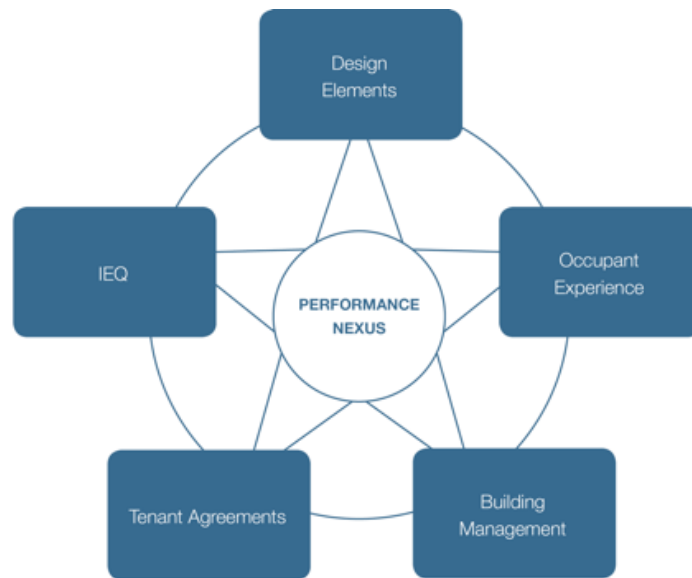 Design
Elements
IEQ
Occupant
Experience
PERFORMANCE
NEXUS
Tenant Agreements
Building
Management